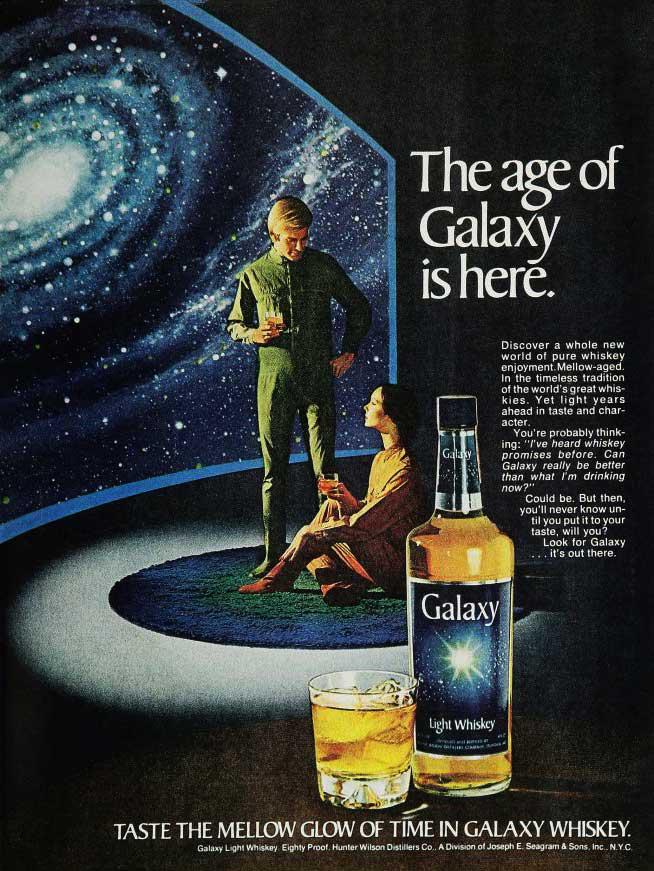 The age of
Galaxy
is here.
Discover a whole new
world of pure whiskey
enjoyment. Mellow-aged.
In the timeless tradition
of the world's great whis-
kies. Yet light years
ahead in taste and char-
acter.
You're probably think-
ing: "I've heard whiskey
promises before. Can
Galaxy really be better
than what I'm drinking
now?"
Could be. But then,
you'll never know un-
til you put it to your
taste, will you?
Look for Galaxy
. . . it's out there.
Galaxy
Galaxy
Light Whiskey
TASTE THE MELLOW GLOW OF TIME IN GALAXY WHISKEY.
Galaxy Light Whiskey. Eighty Proof. Hunter Wilson Distillers Co., A Division of Joseph E. Seagram & Sons, Inc., N.Y.C.